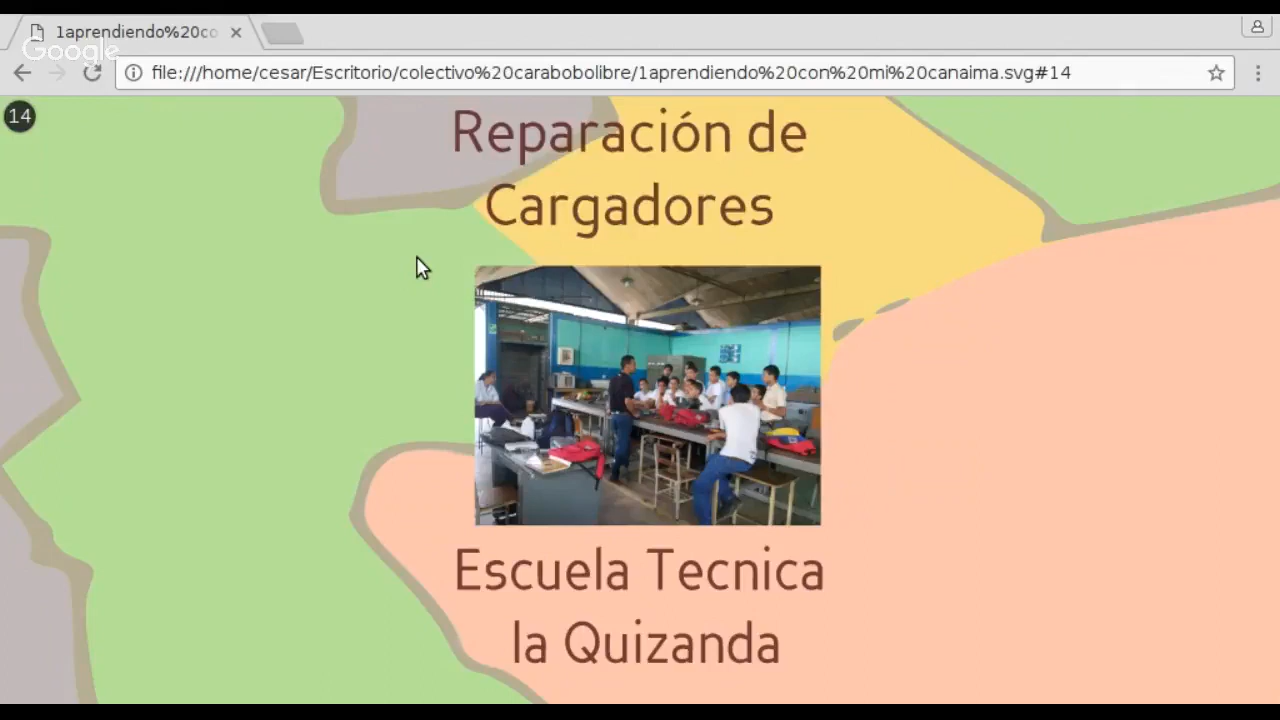 1aprendiendo%20co
Google
file:///home/cesar/Escritorio/colectivo%20carabobolibre/1aprendiendo%20con%20mi%20canaima.svg#14
14
Reparación de
Cargadores
Escuela Tecnica
la Quizanda